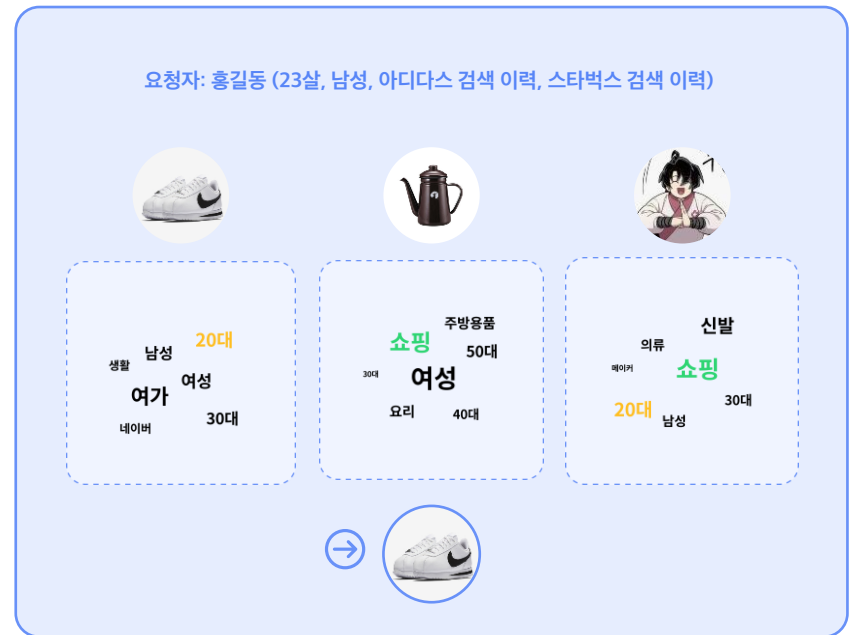 요청자: 홍길동 (23살, 남성, 아디다스 검색 이력, 스타벅스 검색 이력)
20대
남성
생활
여성
여가
30대
네이버
주방용품
쇼핑
50대
30대
여성
요리
40대
신발
의류
메이커
쇼핑
30대
20대
남성